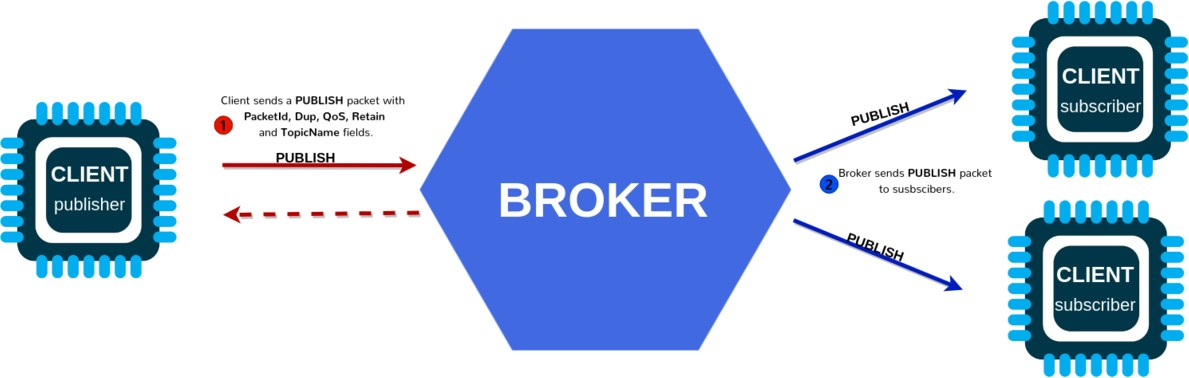 Client sends a PUBLISH packet with
PacketId, Dup, QoS, Retain
1
and TopicName fields.
PUBLISH
CLIENT
publisher
BROKER
PUBLISH
2
Broker sends PUBLISH packet
to susbscibers.
PUBLISH
CLIENT
subscriber
CLIENT
subscriber